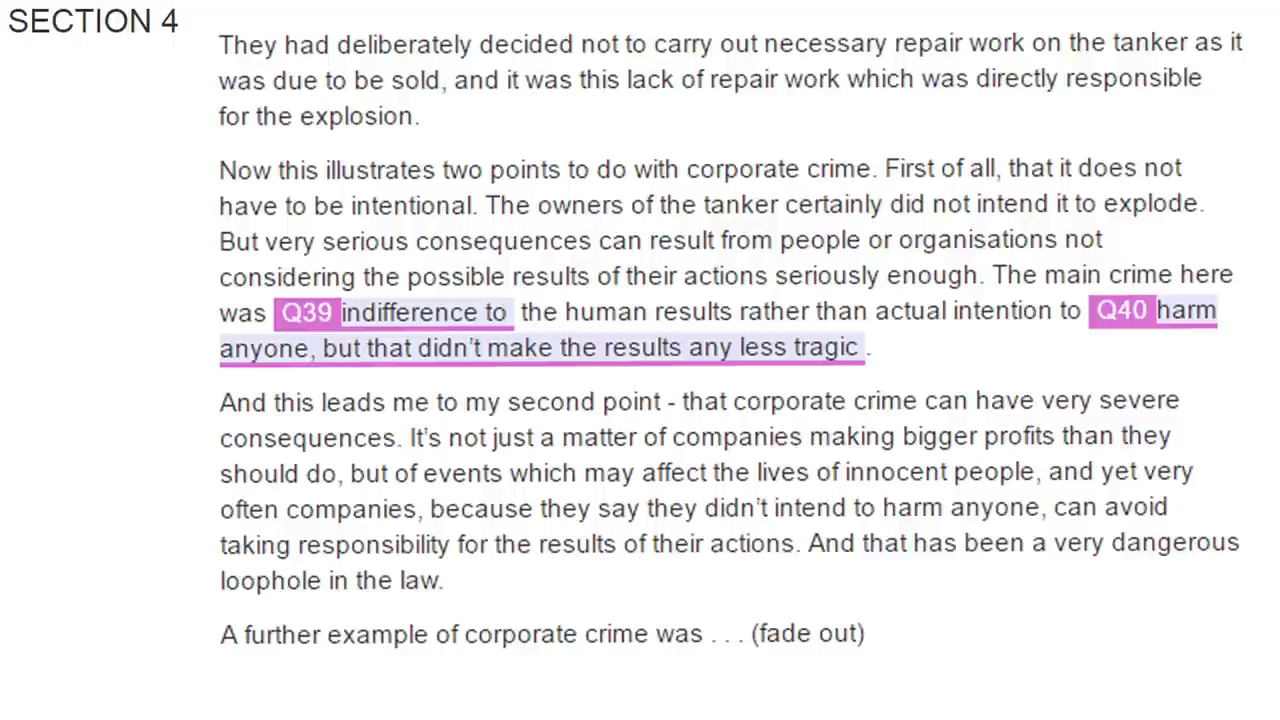 SECTION 4
They had deliberately decided not to carry out necessary repair work on the tanker as it
was due to be sold, and it was this lack of repair work which was directly responsible
for the explosion.
Now this illustrates two points to do with corporate crime. First of all, that it does not
have to be intentional. The owners of the tanker certainly did not intend it to explode.
But very serious consequences can result from people or organisations not
considering the possible results of their actions seriously enough. The main crime here
was Q39 indifference to the human results rather than actual intention to Q40 harm
anyone, but that didn't make the results any less tragic .
And this leads me to my second point - that corporate crime can have very severe
consequences. It's not just a matter of companies making bigger profits than they
should do, but of events which may affect the lives of innocent people, and yet very
often companies, because they say they didn't intend to harm anyone, can avoid
taking responsibility for the results of their actions. And that has been a very dangerous
loophole in the law.
A further example of corporate crime was . . . (fade out)